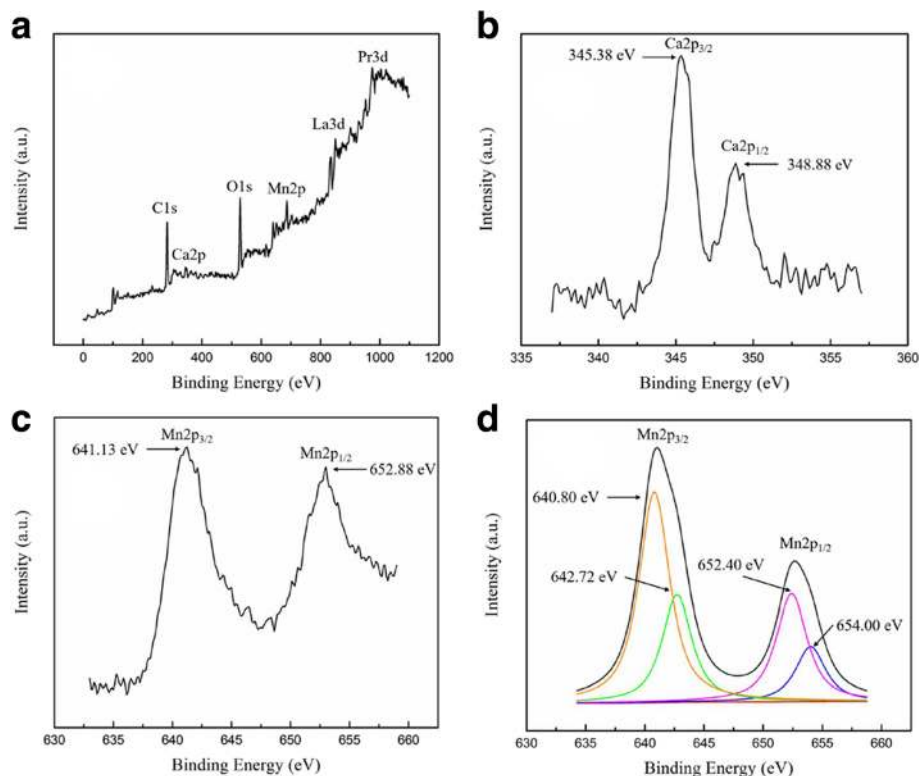 a
Pr3d
La3d
O1s
Mn2p
C1s
Ca2p
Intensity (a.u.)
0 200 400 600 800 1000 1200
Binding Energy (eV)
b
Ca2p3/2
345.38 eV
Ca2p1/2
348.88 eV
Intensity (a.u.)
335 340 345 350 355 360
Binding Energy (eV)
c
Mn2p3/2
641.13 eV
Mn2p1/2
652.88 eV
Intensity (a.u.)
630 635 640 645 650 655 660
Binding Energy (eV)
d
Mn2p3/2
640.80 eV
Mn2p1/2
642.72 eV
652.40 eV
654.00 eV
Intensity (a.u.)
630 635 640 645 650 655 660
Binding Energy (eV)